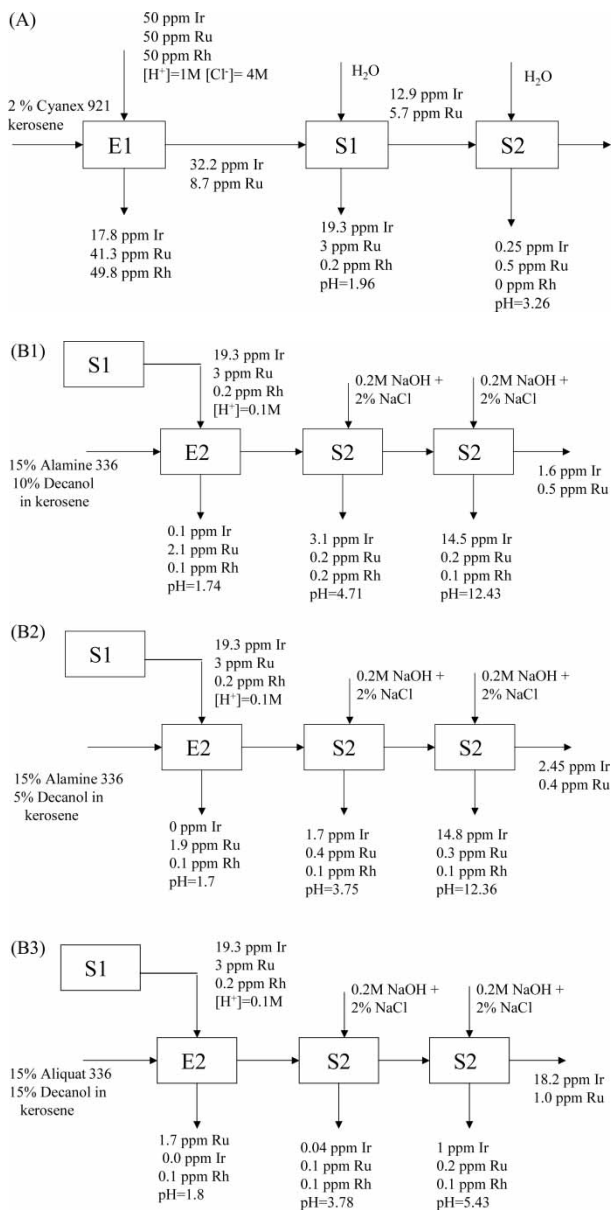 (A)
50 ppm Ir
50 ppm Ru
50 ppm Rh
[H⁺]=1M [Cl⁻]= 4M
H₂O
H₂O
2 % Cyanex 921
kerosene
12.9 ppm Ir
5.7 ppm Ru
E1
S1
S2
32.2 ppm Ir
8.7 ppm Ru
17.8 ppm Ir
41.3 ppm Ru
49.8 ppm Rh
19.3 ppm Ir
3 ppm Ru
0.2 ppm Rh
pH=1.96
0.25 ppm Ir
0.5 ppm Ru
0 ppm Rh
pH=3.26
(B1)
S1
19.3 ppm Ir
3 ppm Ru
0.2 ppm Rh
[H⁺]=0.1M
0.2M NaOH +
2% NaCl
0.2M NaOH +
2% NaCl
E2
S2
S2
15% Alamine 336
10% Decanol
in kerosene
1.6 ppm Ir
0.5 ppm Ru
0.1 ppm Ir
2.1 ppm Ru
0.1 ppm Rh
pH=1.74
3.1 ppm Ir
0.2 ppm Ru
0.2 ppm Rh
pH=4.71
14.5 ppm Ir
0.2 ppm Ru
0.1 ppm Rh
pH=12.43
(B2)
S1
19.3 ppm Ir
3 ppm Ru
0.2 ppm Rh
[H⁺]=0.1M
0.2M NaOH +
2% NaCl
0.2M NaOH +
2% NaCl
E2
S2
S2
15% Alamine 336
5% Decanol in
kerosene
2.45 ppm Ir
0.4 ppm Ru
0 ppm Ir
1.9 ppm Ru
0.1 ppm Rh
pH=1.7
1.7 ppm Ir
0.4 ppm Ru
0.1 ppm Rh
pH=3.75
14.8 ppm Ir
0.3 ppm Ru
0.1 ppm Rh
pH=12.36
(B3)
S1
19.3 ppm Ir
3 ppm Ru
0.2 ppm Rh
[H⁺]=0.1M
0.2M NaOH +
2% NaCl
0.2M NaOH +
2% NaCl
E2
S2
S2
15% Aliquat 336
15% Decanol in
kerosene
18.2 ppm Ir
1.0 ppm Ru
1.7 ppm Ru
0.0 ppm Ir
0.1 ppm Rh
pH=1.8
0.04 ppm Ir
0.1 ppm Ru
0.1 ppm Rh
pH=3.78
1 ppm Ir
0.2 ppm Ru
0.1 ppm Rh
pH=5.43